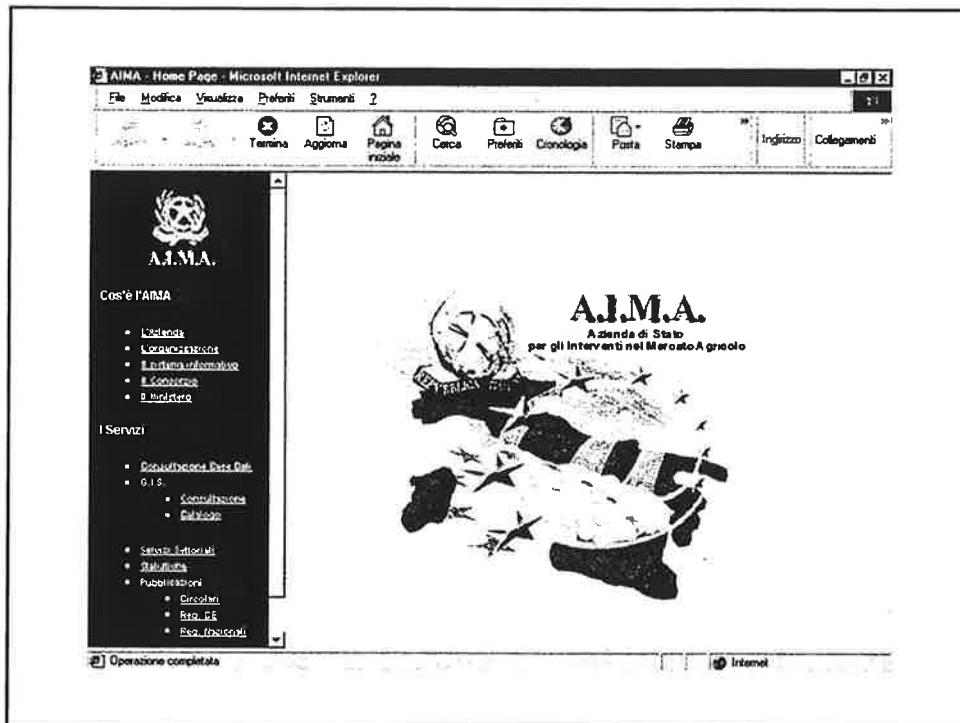 AIMA - Home Page - Microsoft Internet Explorer
File Modifica Visualizza Preferiti Strumenti ?
Termina Aggiorna Pagina iniziale Cerca Preferiti Cronologia Posta Stampa » Indirizzo Collegamenti »
A.I.M.A.
Cos'è l'AIMA
L'Azienda
L'organizzazione
Il sistema informativo
Il Consorzio
Il Ministero
I Servizi
Consultazione Base Dati
G.I.S.
Consultazione
Catalogo
Servizi Settoriali
Statistiche
Pubblicazioni
Circolari
Reg. CE
Reg. Nazionali
A.I.M.A.
Azienda di Stato
per gli Interventi nel Mercato Agricolo
Operazione completata
Internet